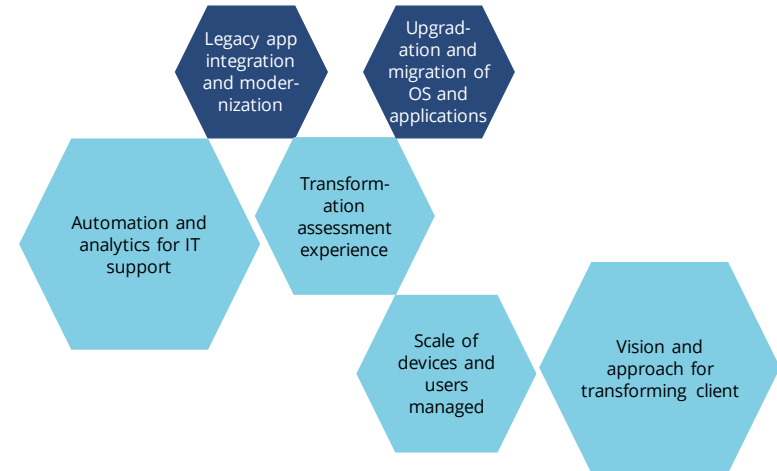 Legacy app
integration
and moder-
nization
Upgrad-
ation and
migration of
OS and
applications
Automation and
analytics for IT
support
Transform-
ation
assessment
experience
Scale of
devices and
users
managed
Vision and
approach for
transforming client